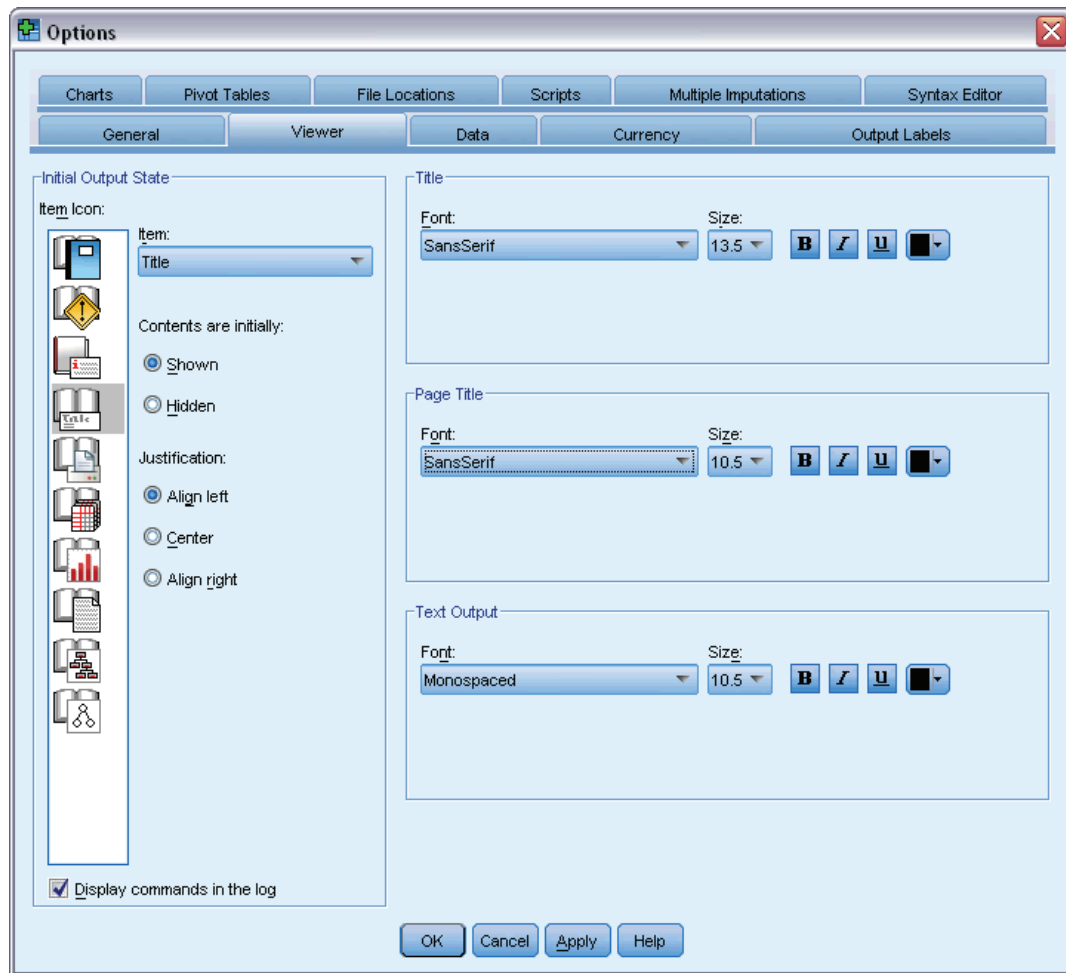 Options
Charts
Pivot Tables
File Locations
Scripts
Multiple Imputations
Syntax Editor
General
Viewer
Data
Currency
Output Labels
Initial Output State
Item Icon:
Item:
Title
Contents are initially:
Shown
Hidden
Justification:
Align left
Center
Align right
Title
Display commands in the log
Title
Font:
Size:
SansSerif
13.5
B
I
U
Page Title
Font:
Size:
SansSerif
10.5
B
I
U
Text Output
Font:
Size:
Monospaced
10.5
B
I
U
OK
Cancel
Apply
Help